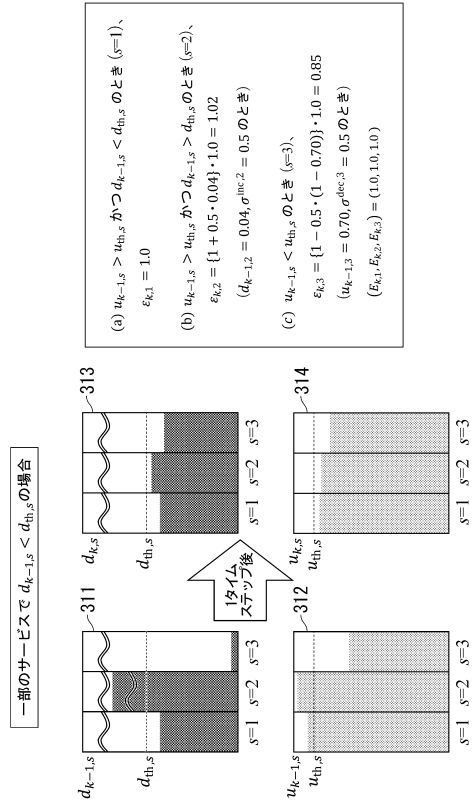 一部のサービスで d_{k−1,s} < d_{th,s} の場合
d_{k−1,s}
311
d_{th,s}
s=1 s=2 s=3
u_{k−1,s}
312
u_{th,s}
s=1 s=2 s=3
1タイム
ステップ後
d_{k,s}
313
d_{th,s}
s=1 s=2 s=3
u_{k,s}
314
u_{th,s}
s=1 s=2 s=3
(a) u_{k−1,s} > u_{th,s} かつ d_{k−1,s} < d_{th,s} のとき (s=1)、
ε_{k,1} = 1.0
(b) u_{k−1,s} > u_{th,s} かつ d_{k−1,s} > d_{th,s} のとき (s=2)、
ε_{k,2} = {1 + 0.5・0.04}・1.0 = 1.02
(d_{k−1,2} = 0.04, σ^{inc,2} = 0.5 のとき)
(c) u_{k−1,s} < u_{th,s} のとき (s=3)、
ε_{k,3} = {1 − 0.5・(1 − 0.70)}・1.0 = 0.85
(u_{k−1,3} = 0.70, σ^{dec,3} = 0.5 のとき)
(E_{k,1}, E_{k,2}, E_{k,3}) = (1.0, 1.0, 1.0)